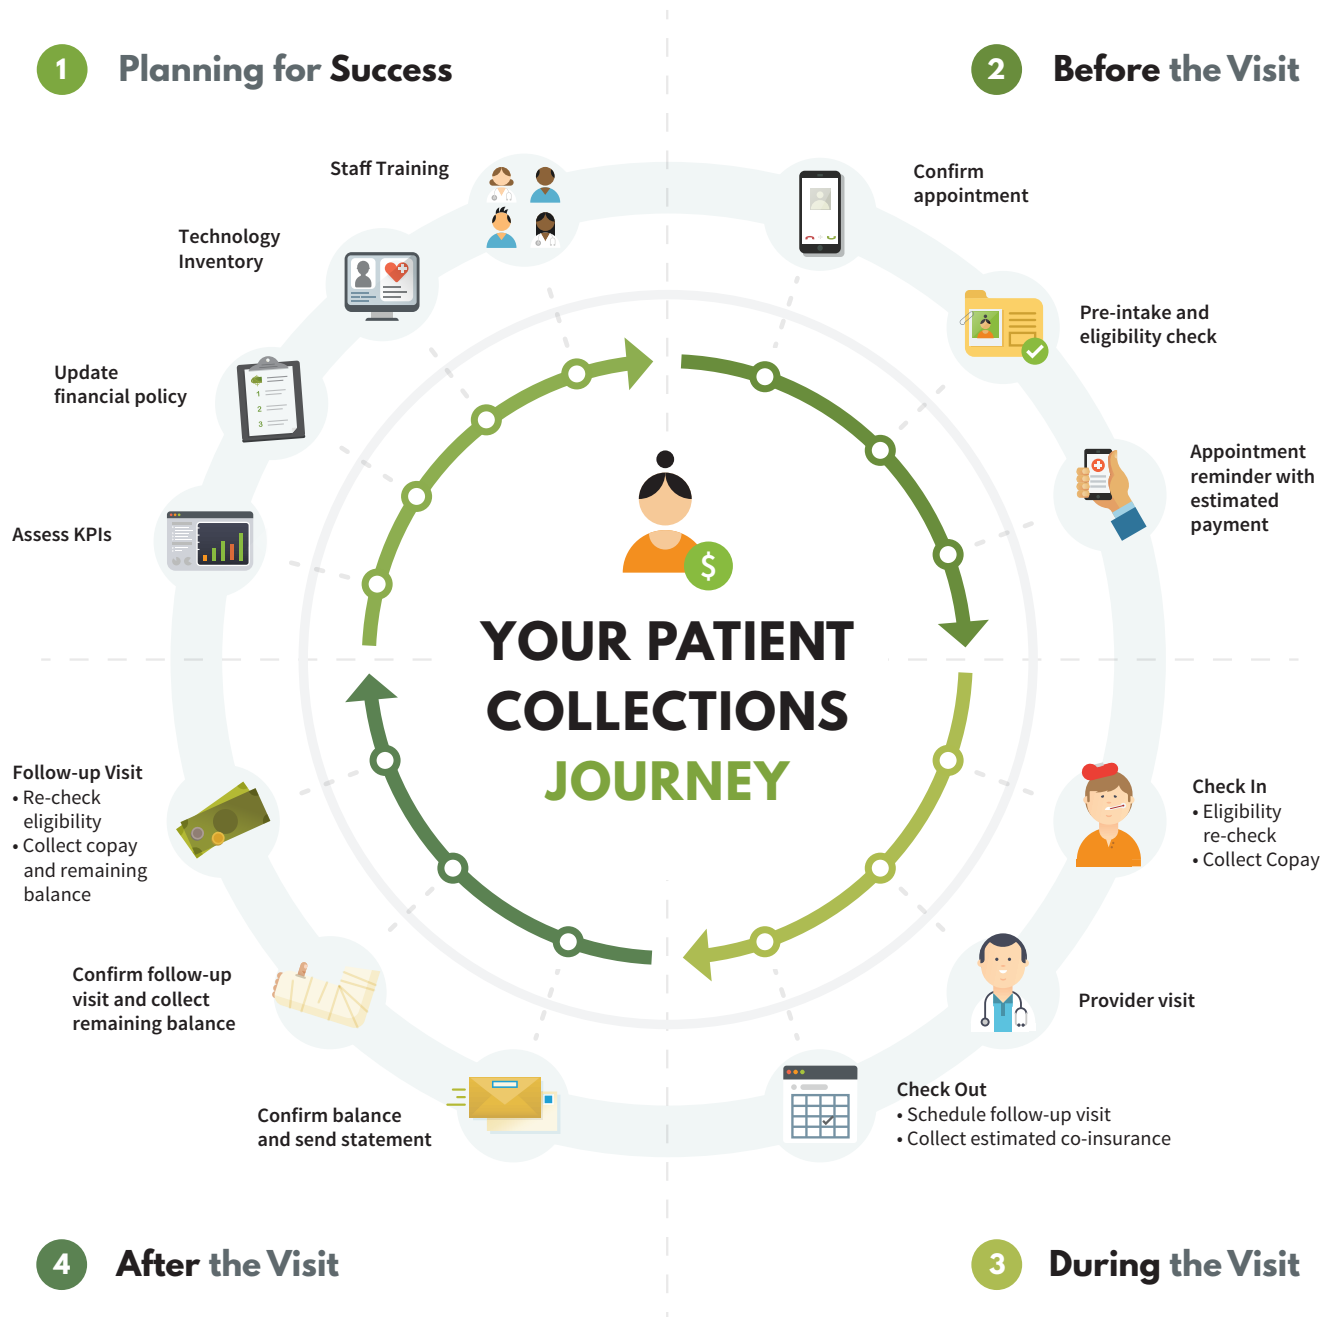 1 Planning for Success
Staff Training
Technology
Inventory
Update
financial policy
Assess KPIs
2 Before the Visit
Confirm
appointment
Pre-intake and
eligibility check
Appointment
reminder with
estimated
payment
$
YOUR PATIENT
COLLECTIONS
JOURNEY
Check In
• Eligibility
re-check
• Collect Copay
Provider visit
Check Out
• Schedule follow-up visit
• Collect estimated co-insurance
3 During the Visit
Confirm balance
and send statement
Confirm follow-up
visit and collect
remaining balance
Follow-up Visit
• Re-check
eligibility
• Collect copay
and remaining
balance
4 After the Visit
1
2
3